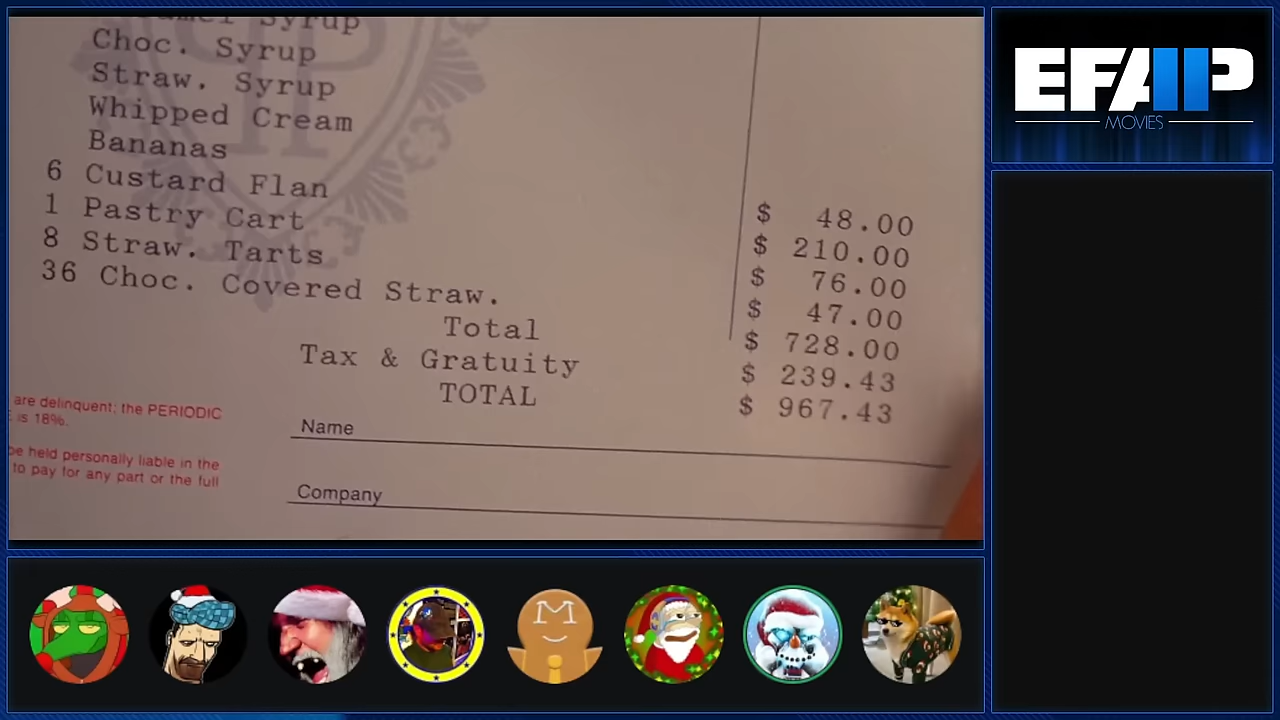 Syrup
Choc. Syrup
Straw. Syrup
Whipped Cream
Bananas
6 Custard Flan $ 48.00
1 Pastry Cart $ 210.00
8 Straw. Tarts $ 76.00
36 Choc. Covered Straw. $ 47.00
Total $ 728.00
Tax & Gratuity $ 239.43
TOTAL $ 967.43
are delinquent; the PERIODIC
is 18%.
be held personally liable in the
to pay for any part or the full
Name
Company
EFAP
MOVIES
M